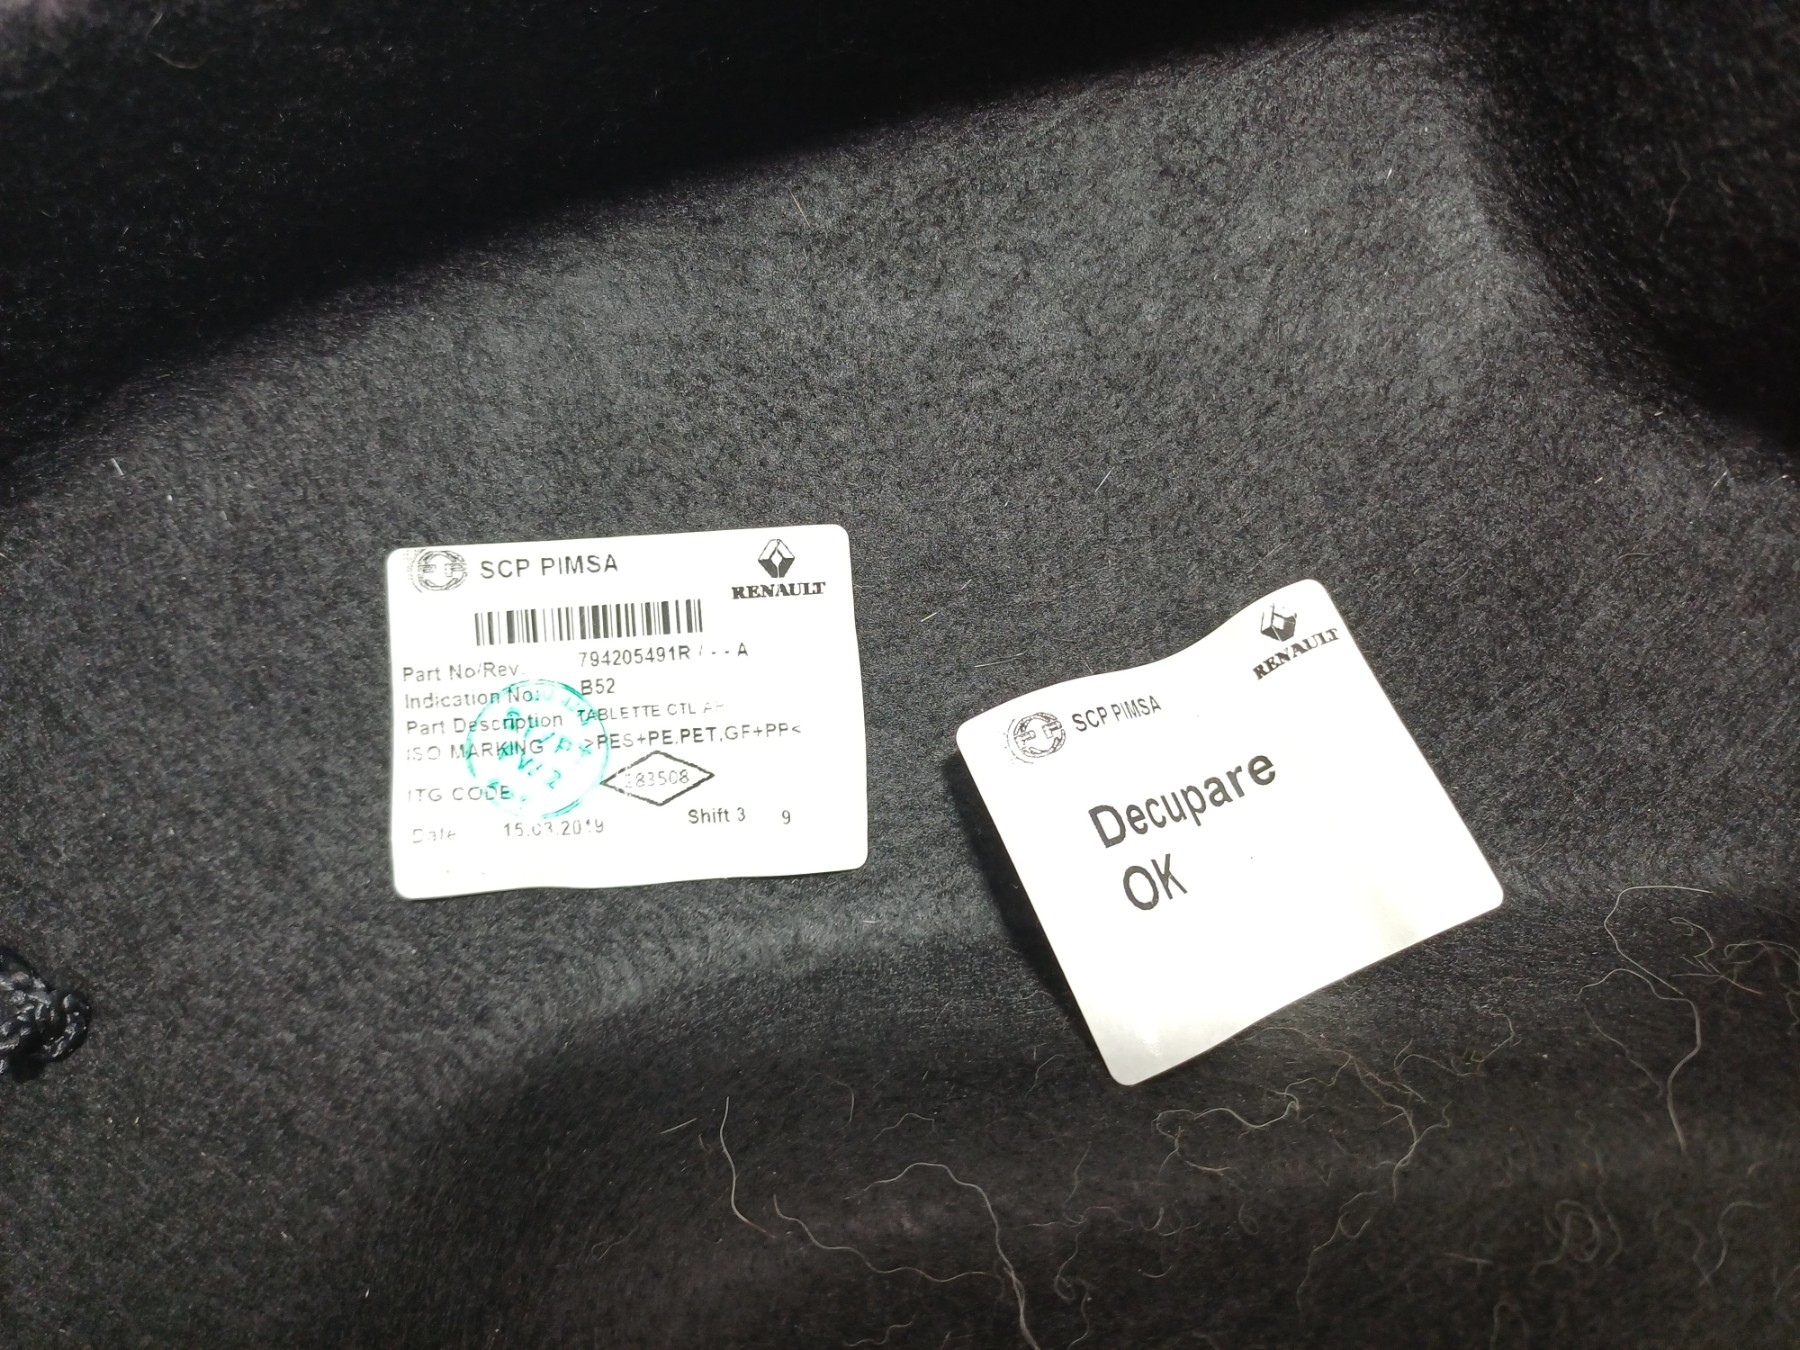 SCP PIMSA
RENAULT
Part No/Rev. 794205491R / - - A
Indication No: B52
Part Description TABLETTE CTL AR
ISO MARKING >PES+PE,PET,GF+PP<
ITG CODE 283508
Date 15.03.2019 Shift 3 9
RENAULT
SCP PIMSA
Decupare
OK